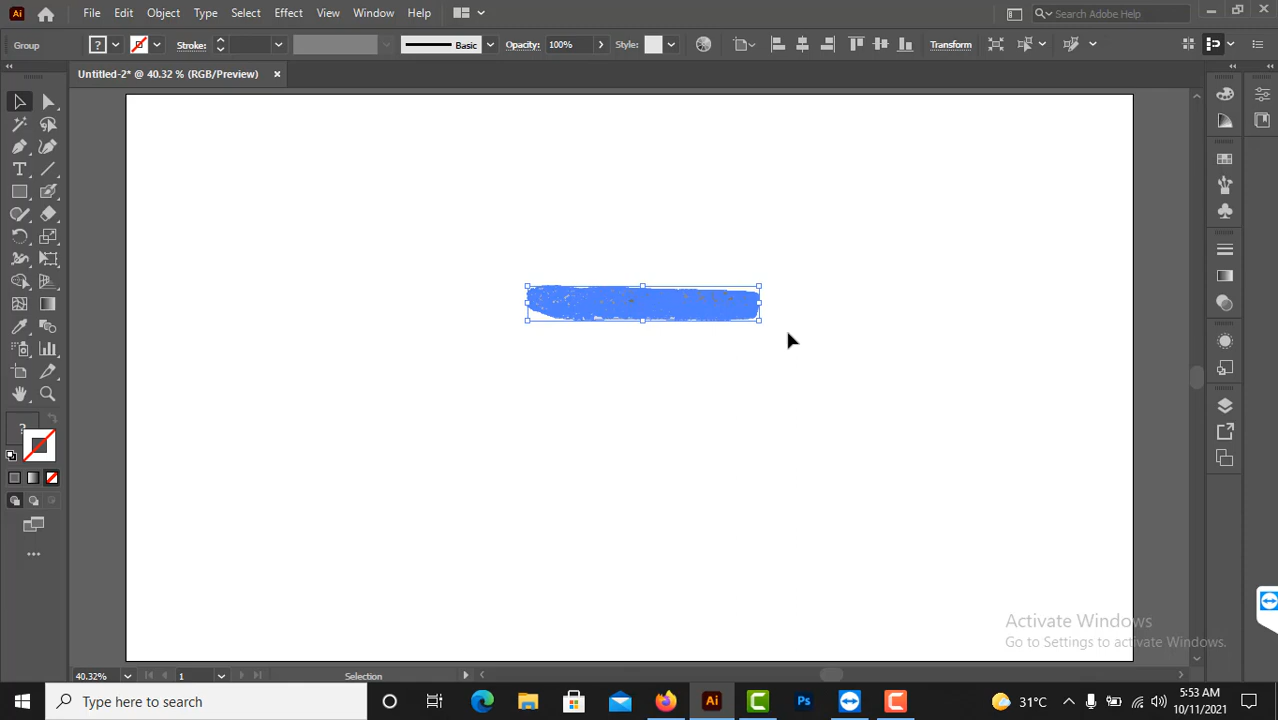 Ai File Edit Object Type Select Effect View Window Help Search Adobe Help
Group ? Stroke: Basic Opacity: 100% Style: Transform
Untitled-2* @ 40.32 % (RGB/Preview) ×
T
?
Activate Windows
Go to Settings to activate Windows.
40.32% 1 Selection
Type here to search Ai Ps 31°C 5:53 AM
10/11/2021